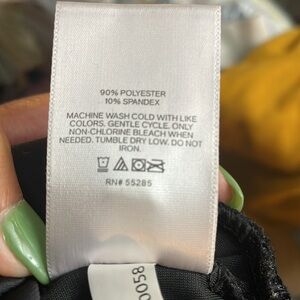 90% POLYESTER
10% SPANDEX
MACHINE WASH COLD WITH LIKE
COLORS. GENTLE CYCLE. ONLY
NON-CHLORINE BLEACH WHEN
NEEDED. TUMBLE DRY LOW. DO NOT
IRON.
RN# 55285
0058